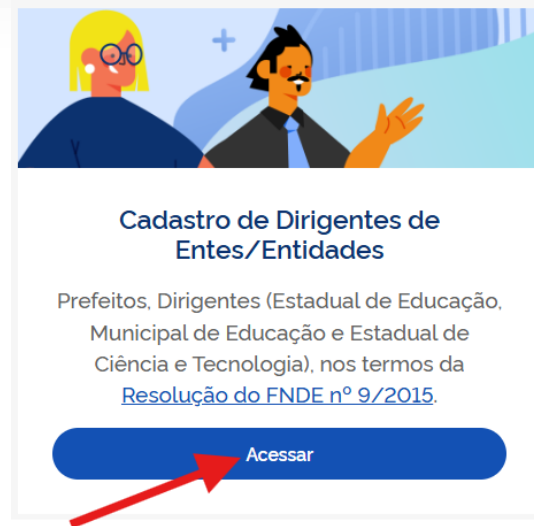 Cadastro de Dirigentes de
Entes/Entidades
Prefeitos, Dirigentes (Estadual de Educação,
Municipal de Educação e Estadual de
Ciência e Tecnologia), nos termos da
Resolução do FNDE nº 9/2015.
Acessar